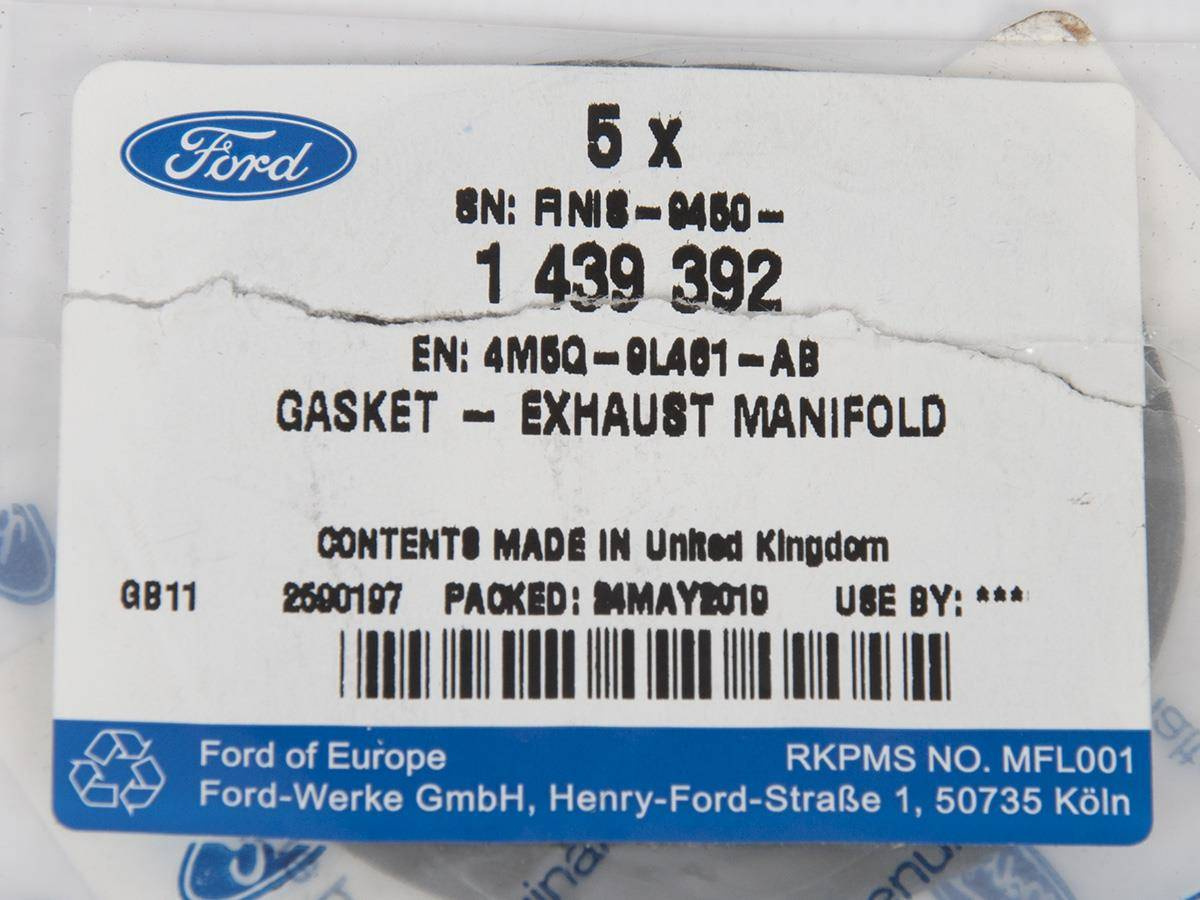 Ford
5 x
SN: FINIS-9450-
1 439 392
EN: 4M5Q-9L461-AB
GASKET - EXHAUST MANIFOLD
CONTENTS MADE IN United Kingdom
GB11 2590197 PACKED: 24MAY2019 USE BY: ***
Ford of Europe RKPMS NO. MFL001
Ford-Werke GmbH, Henry-Ford-Straße 1, 50735 Köln